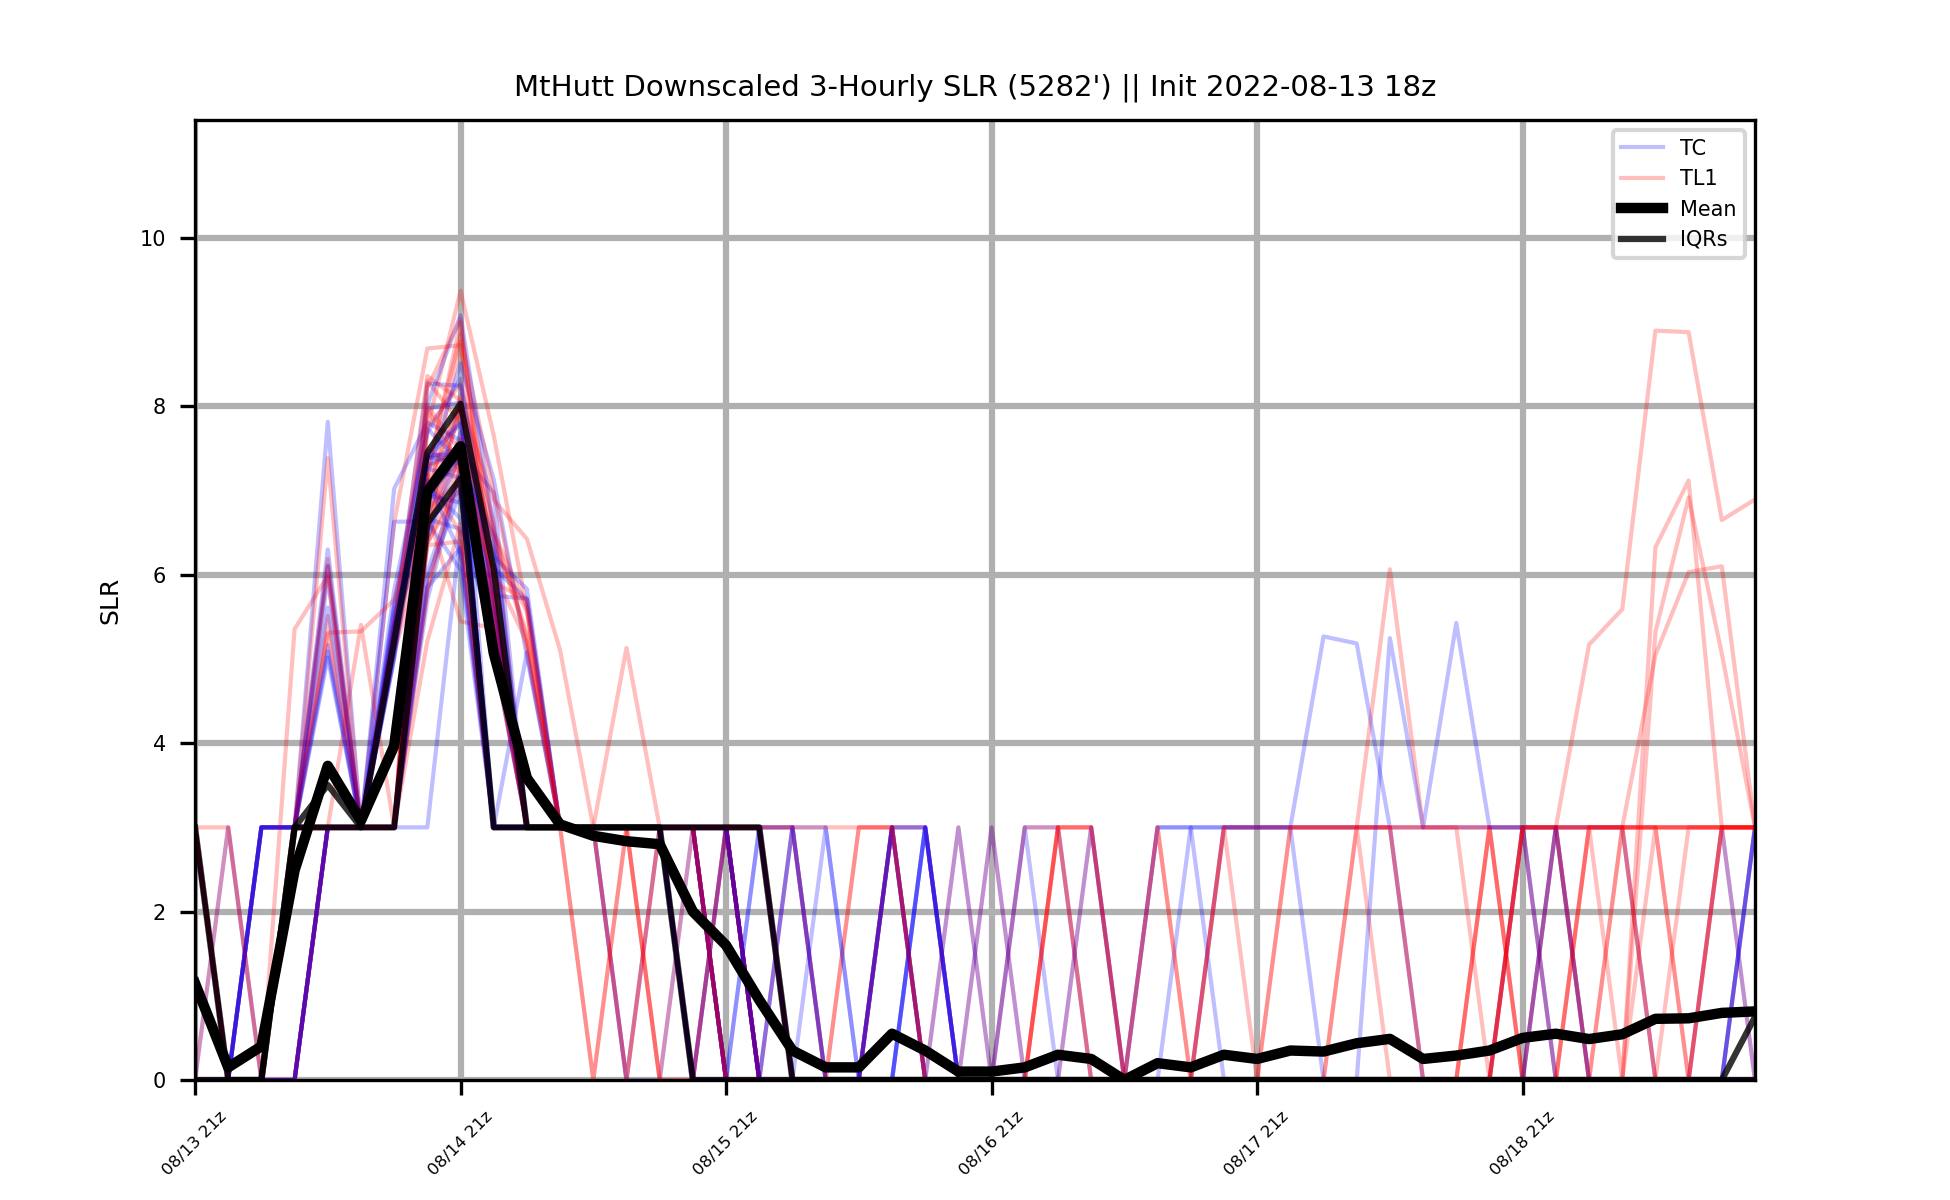 MtHutt Downscaled 3-Hourly SLR (5282') || Init 2022-08-13 18z
TC
TL1
Mean
IQRs
SLR
10
8
6
4
2
0
08/13 21z
08/14 21z
08/15 21z
08/16 21z
08/17 21z
08/18 21z